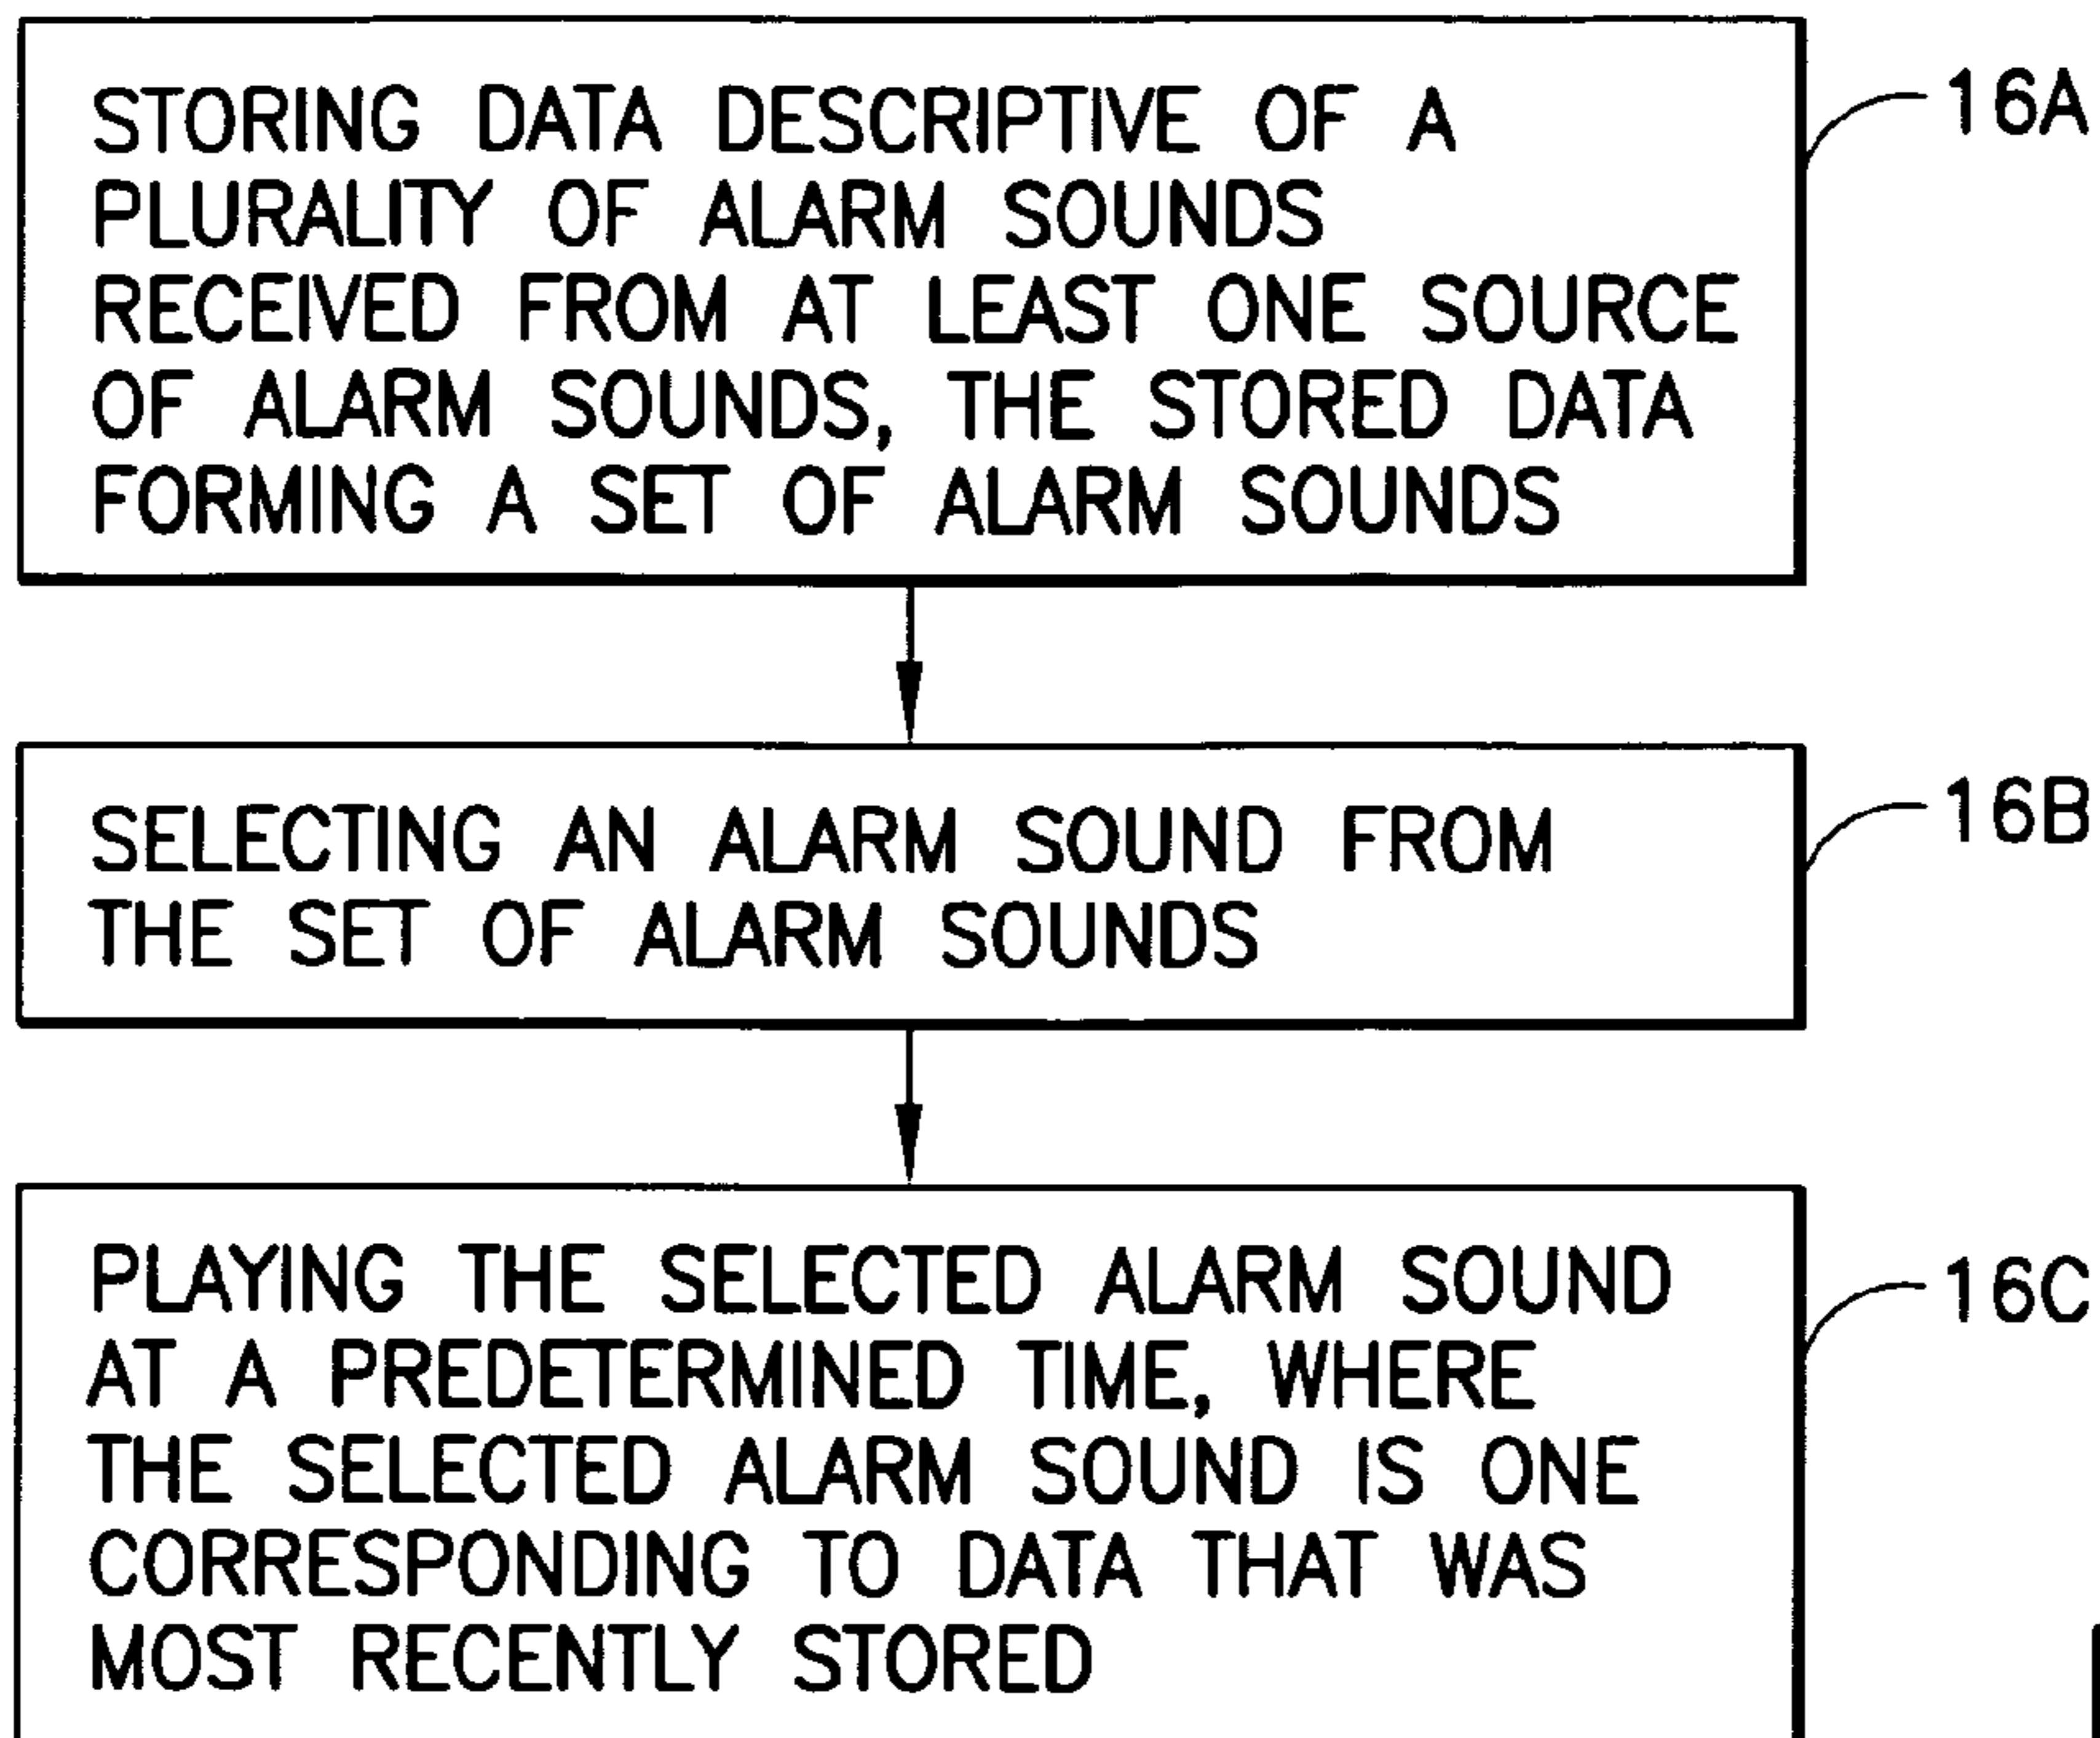 STORING DATA DESCRIPTIVE OF A
PLURALITY OF ALARM SOUNDS
RECEIVED FROM AT LEAST ONE SOURCE
OF ALARM SOUNDS, THE STORED DATA
FORMING A SET OF ALARM SOUNDS
16A
SELECTING AN ALARM SOUND FROM
THE SET OF ALARM SOUNDS
16B
PLAYING THE SELECTED ALARM SOUND
AT A PREDETERMINED TIME, WHERE
THE SELECTED ALARM SOUND IS ONE
CORRESPONDING TO DATA THAT WAS
MOST RECENTLY STORED
16C